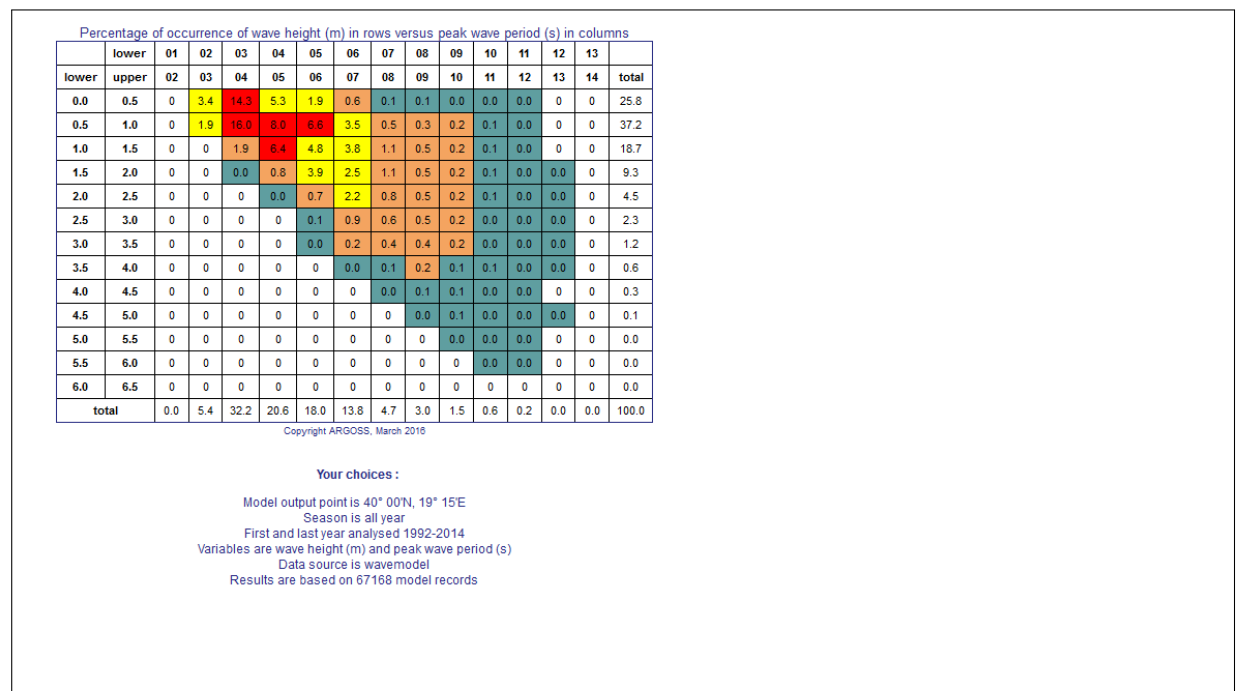 Percentage of occurrence of wave height (m) in rows versus peak wave period (s) in columns
lower 01 02 03 04 05 06 07 08 09 10 11 12 13
lower upper 02 03 04 05 06 07 08 09 10 11 12 13 14 total
0.0 0.5 0 3.4 14.3 5.3 1.9 0.6 0.1 0.1 0.0 0.0 0.0 0 0 25.8
0.5 1.0 0 1.9 16.0 8.0 6.6 3.5 0.5 0.3 0.2 0.1 0.0 0 0 37.2
1.0 1.5 0 0 1.9 6.4 4.8 3.8 1.1 0.5 0.2 0.1 0.0 0 0 18.7
1.5 2.0 0 0 0.0 0.8 3.9 2.5 1.1 0.5 0.2 0.1 0.0 0.0 0 9.3
2.0 2.5 0 0 0 0.0 0.7 2.2 0.8 0.5 0.2 0.1 0.0 0.0 0 4.5
2.5 3.0 0 0 0 0 0.1 0.9 0.6 0.5 0.2 0.0 0.0 0.0 0 2.3
3.0 3.5 0 0 0 0 0.0 0.2 0.4 0.4 0.2 0.0 0.0 0.0 0 1.2
3.5 4.0 0 0 0 0 0 0.0 0.1 0.2 0.1 0.1 0.0 0.0 0 0.6
4.0 4.5 0 0 0 0 0 0 0.0 0.1 0.1 0.0 0.0 0 0 0.3
4.5 5.0 0 0 0 0 0 0 0 0.0 0.1 0.0 0.0 0.0 0 0.1
5.0 5.5 0 0 0 0 0 0 0 0 0.0 0.0 0.0 0 0 0.0
5.5 6.0 0 0 0 0 0 0 0 0 0 0.0 0.0 0 0 0.0
6.0 6.5 0 0 0 0 0 0 0 0 0 0 0 0 0 0.0
total 0.0 5.4 32.2 20.6 18.0 13.8 4.7 3.0 1.5 0.6 0.2 0.0 0.0 100.0
Copyright ARGOSS, March 2016
Your choices :
Model output point is 40° 00'N, 19° 15'E
Season is all year
First and last year analysed 1992-2014
Variables are wave height (m) and peak wave period (s)
Data source is wavemodel
Results are based on 67168 model records